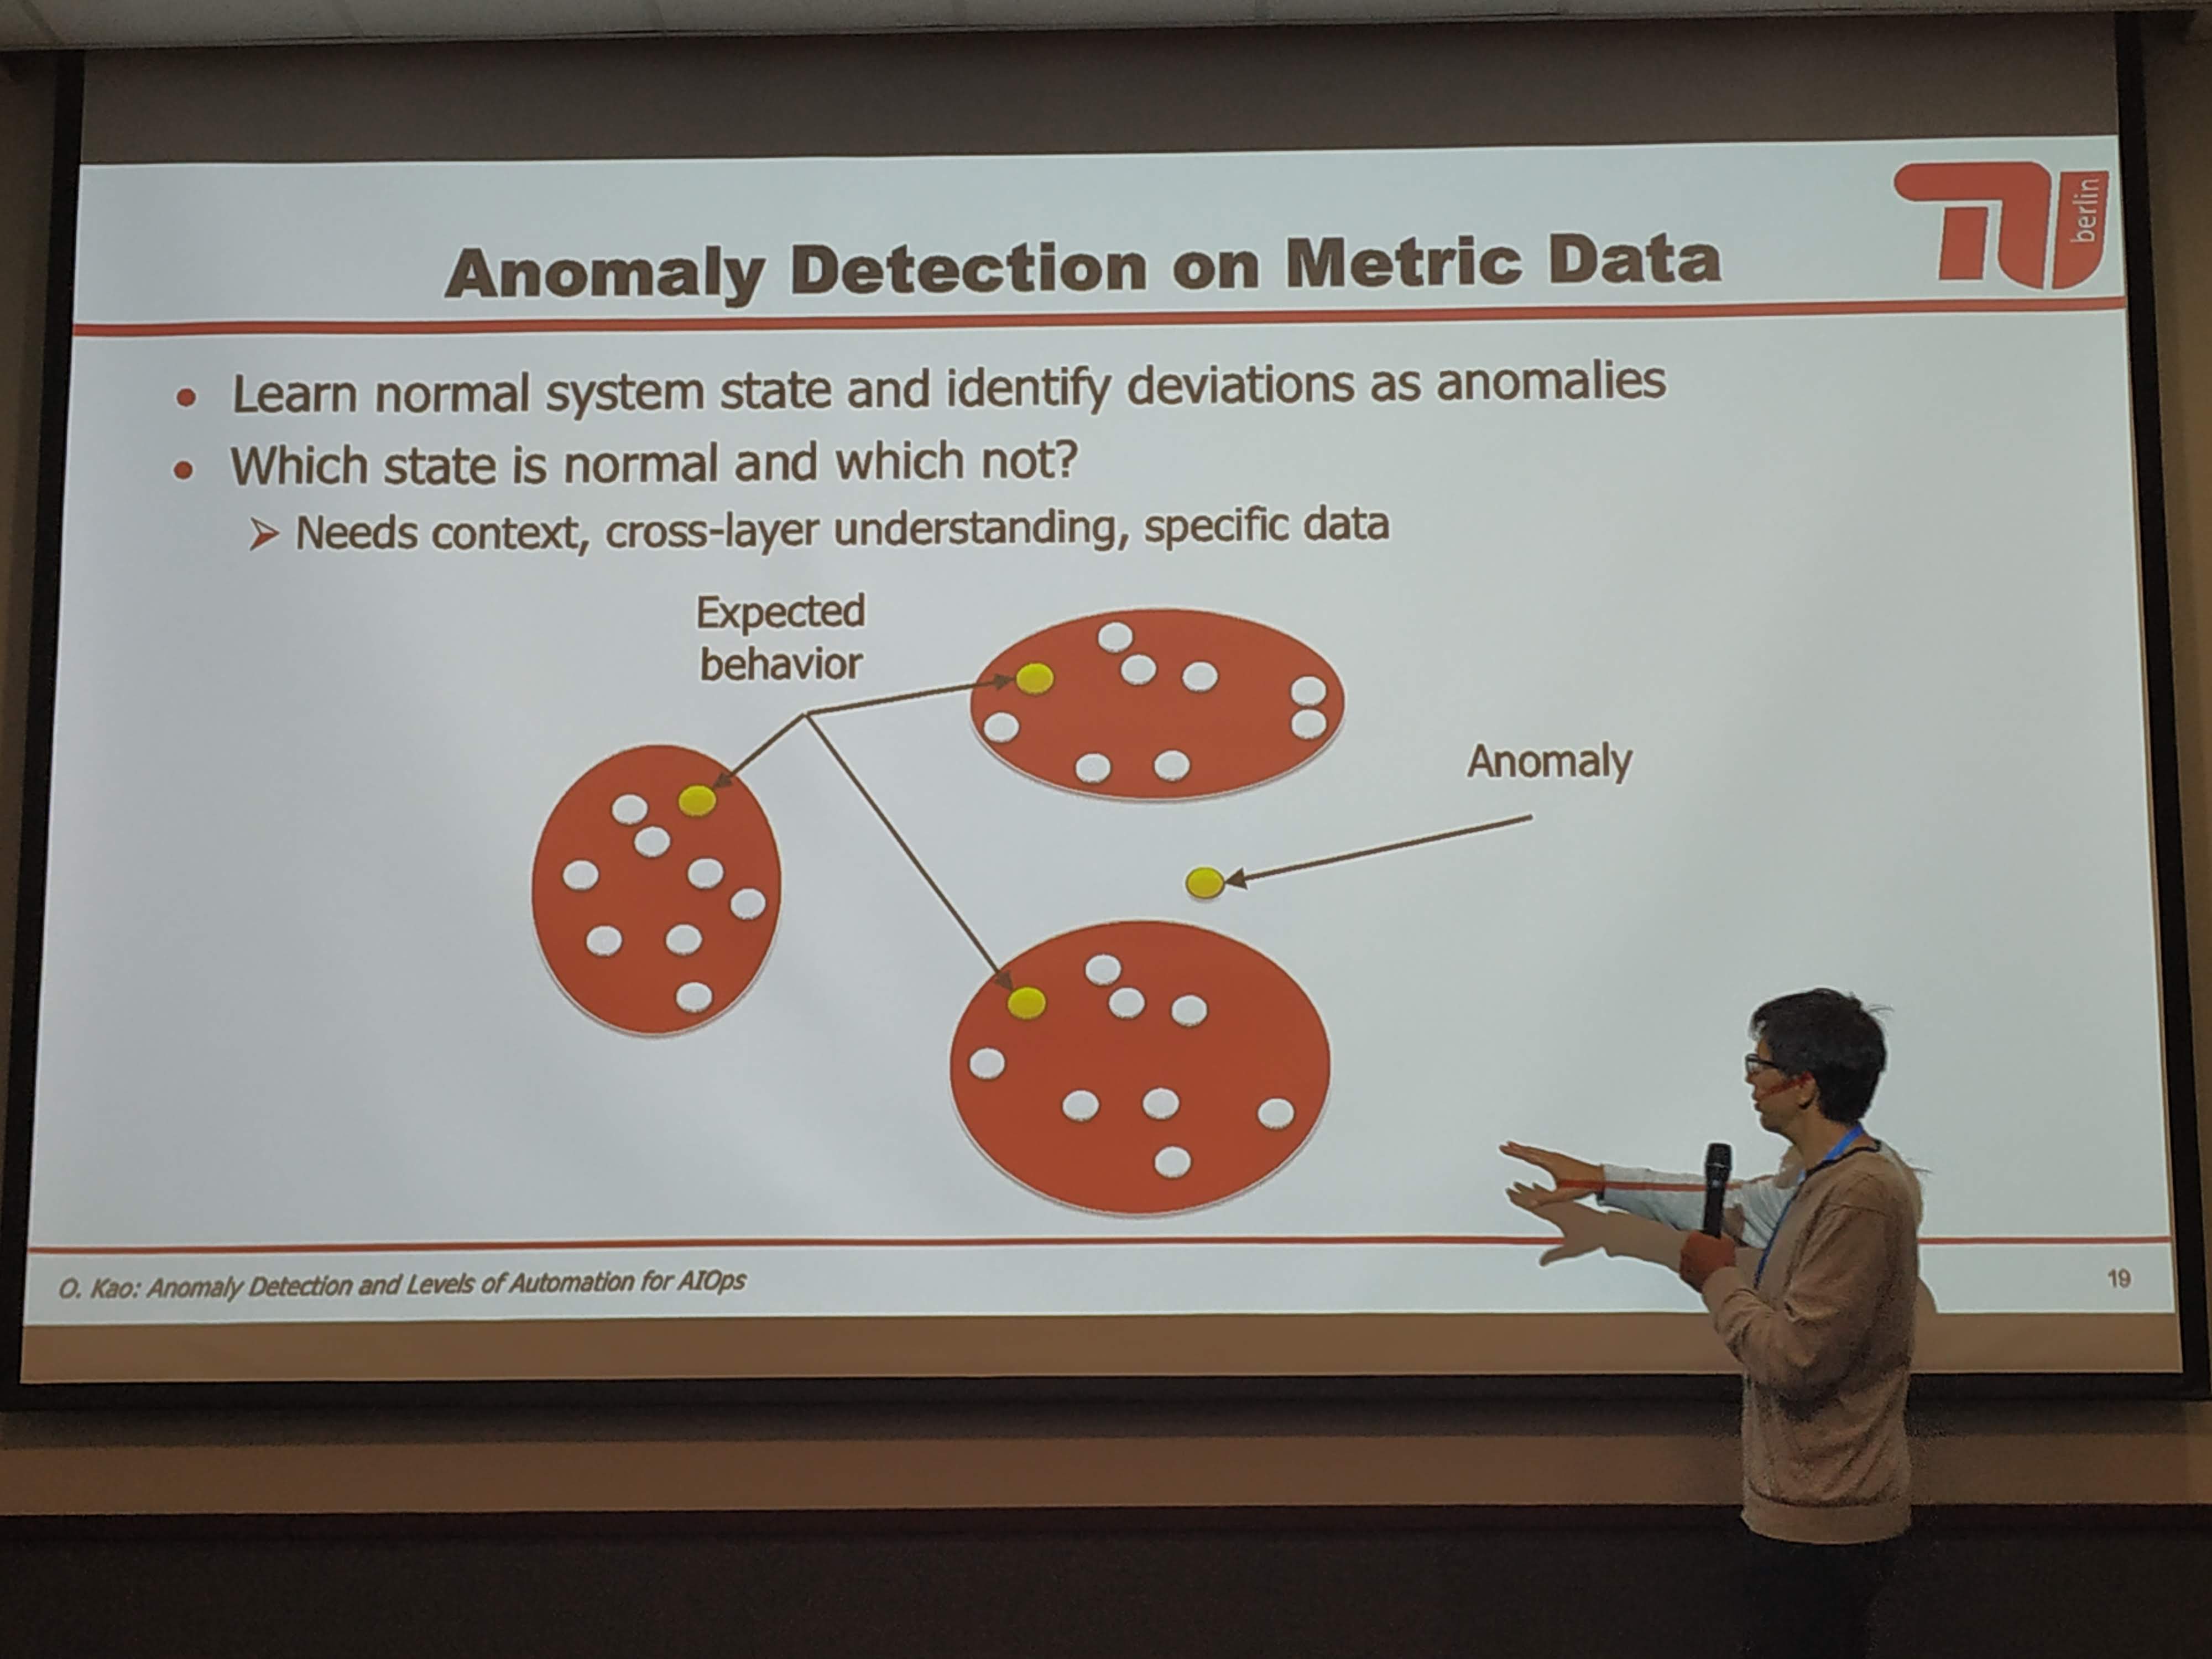 berlin
Anomaly Detection on Metric Data
Learn normal system state and identify deviations as anomalies
Which state is normal and which not?
Needs context, cross-layer understanding, specific data
Expected
behavior
Anomaly
O. Kao: Anomaly Detection and Levels of Automation for AIOps
19